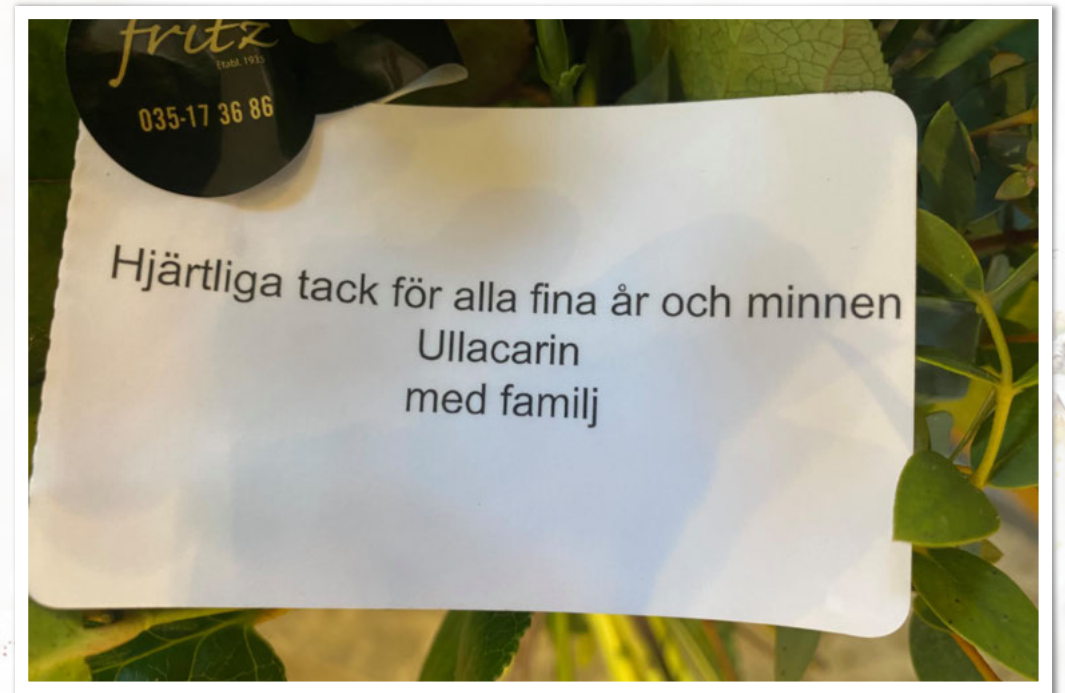 fritz
Etabl. 1935
035-17 36 86
Hjärtliga tack för alla fina år och minnen
Ullacarin
med familj